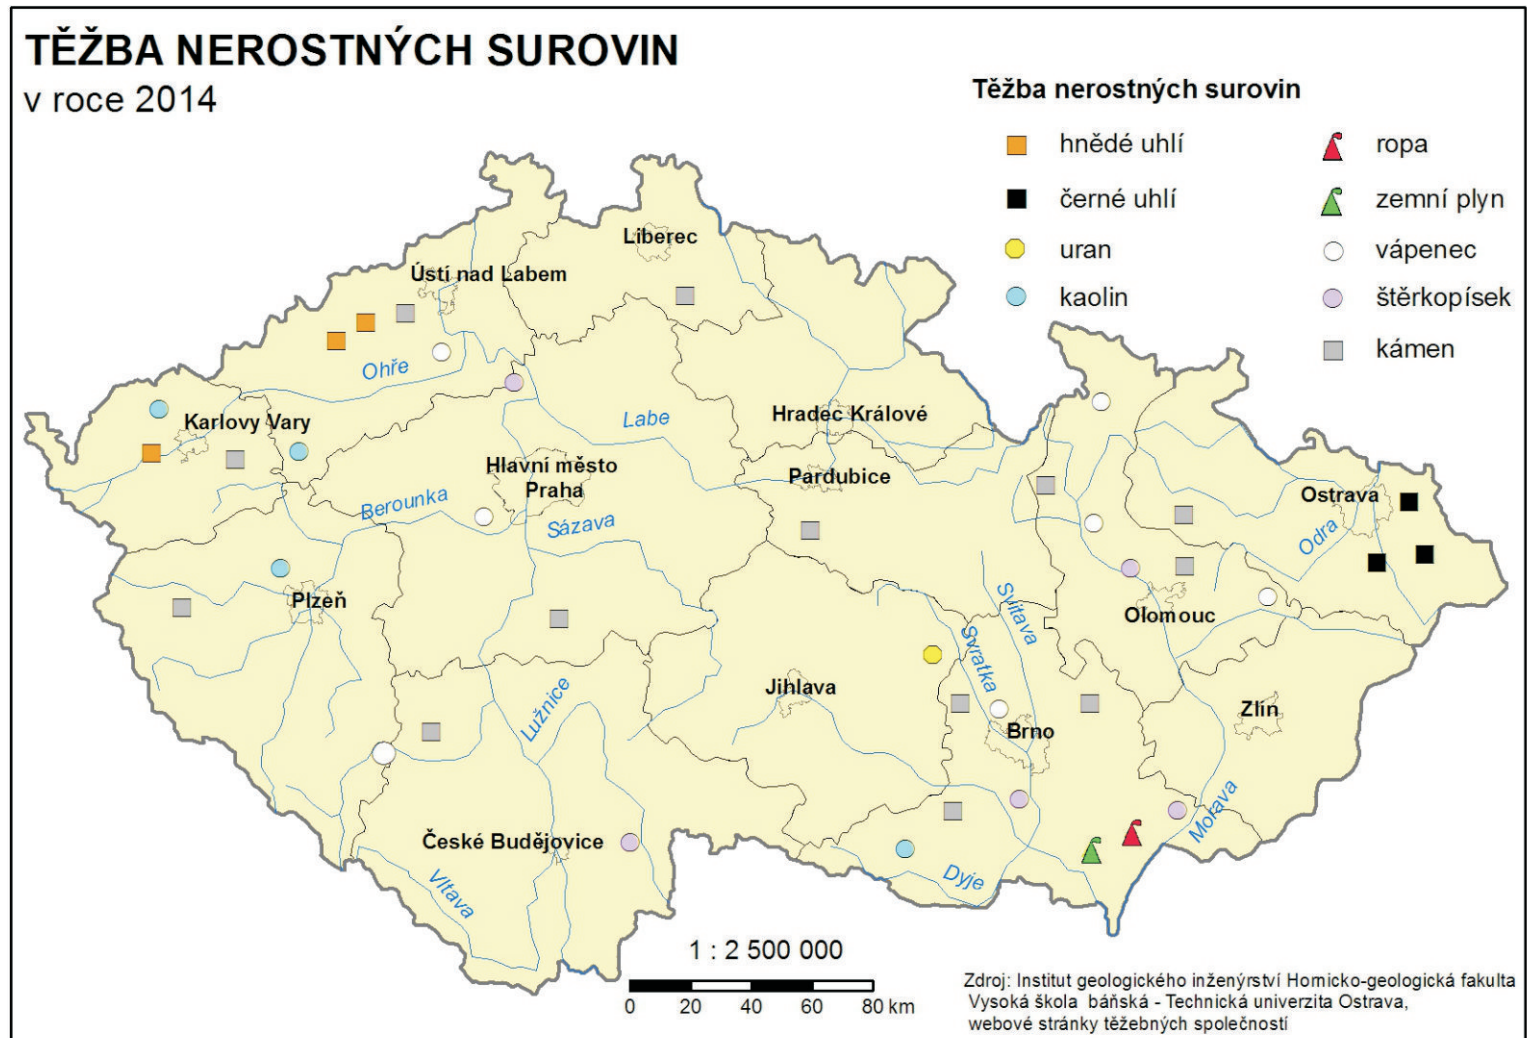 TĚŽBA NEROSTNÝCH SUROVIN
v roce 2014
Těžba nerostných surovin
hnědé uhlí
černé uhlí
uran
kaolin
ropa
zemní plyn
vápenec
štěrkopísek
kámen
Liberec
Ústí nad Labem
Ohře
Karlovy Vary
Labe
Hradec Králové
Hlavní město
Praha
Pardubice
Berounka
Sázava
Ostrava
Odra
Plzeň
Svitava
Olomouc
Svratka
Jihlava
Lužnice
Zlín
Brno
Morava
České Budějovice
Vltava
Dyje
1 : 2 500 000
0 20 40 60 80 km
Zdroj: Institut geologického inženýrství Hornicko-geologická fakulta
Vysoká škola báňská - Technická univerzita Ostrava,
webové stránky těžebných společností